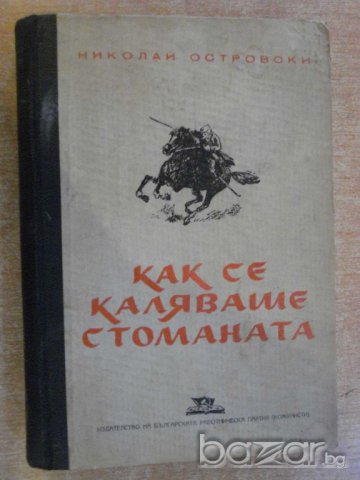 НИКОЛАЙ ОСТРОВСКИ
КАК СЕ
КАЛЯВАШЕ
СТОМАНАТА
ИЗДАТЕЛСТВО НА БЪЛГАРСКАТА РАБОТНИЧЕСКА ПАРТИЯ (КОМУНИСТИ)
bazar.bg